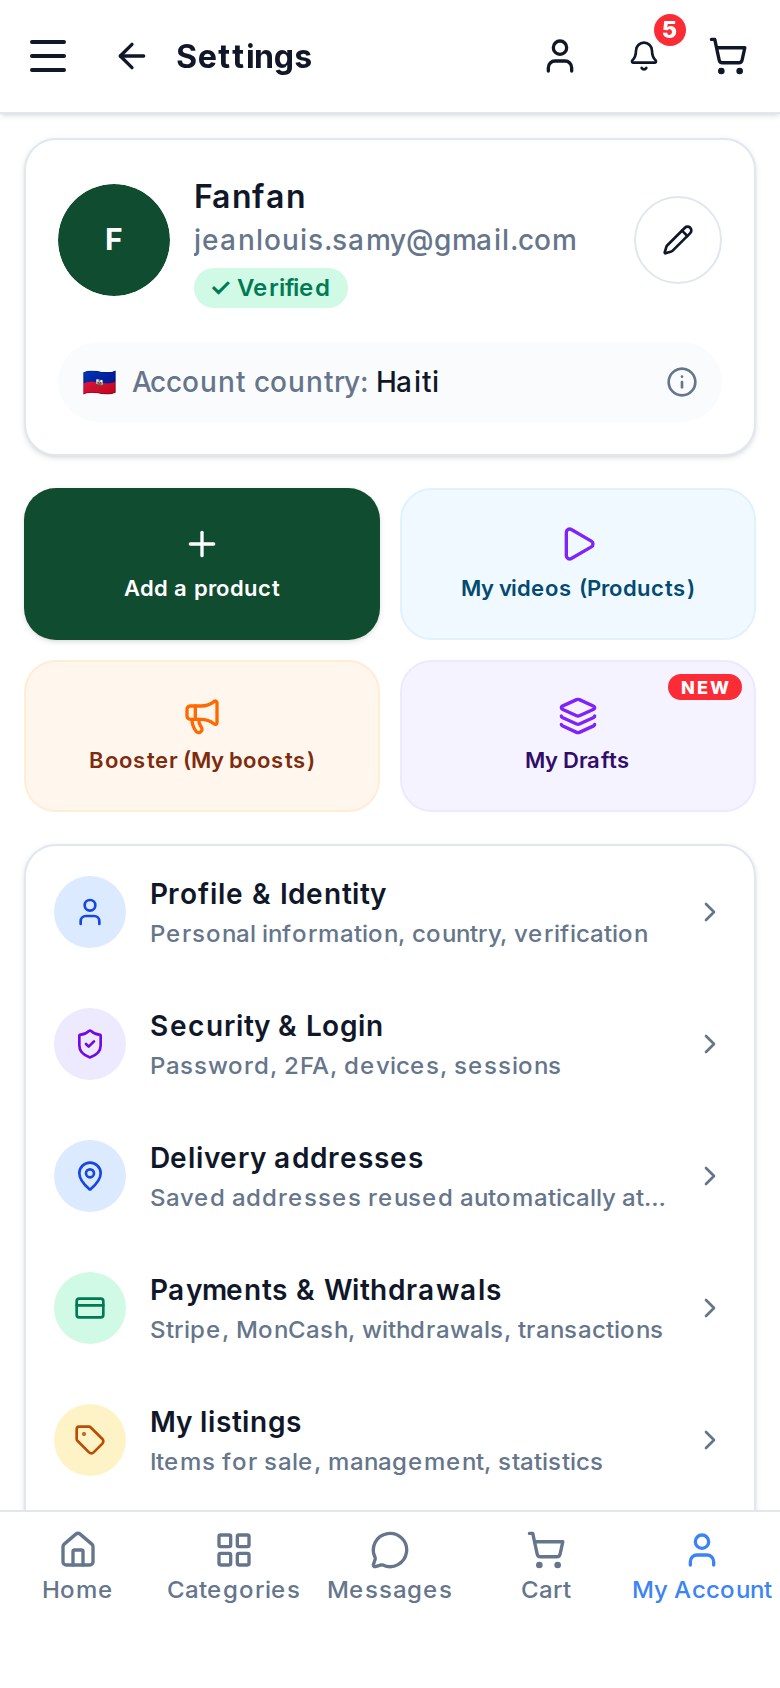 Settings
5
F
Fanfan
jeanlouis.samy@gmail.com
Verified
Account country: Haiti
Add a product
My videos (Products)
Booster (My boosts)
NEW
My Drafts
Profile & Identity
Personal information, country, verification
Security & Login
Password, 2FA, devices, sessions
Delivery addresses
Saved addresses reused automatically at...
Payments & Withdrawals
Stripe, MonCash, withdrawals, transactions
My listings
Items for sale, management, statistics
Home
Categories
Messages
Cart
My Account